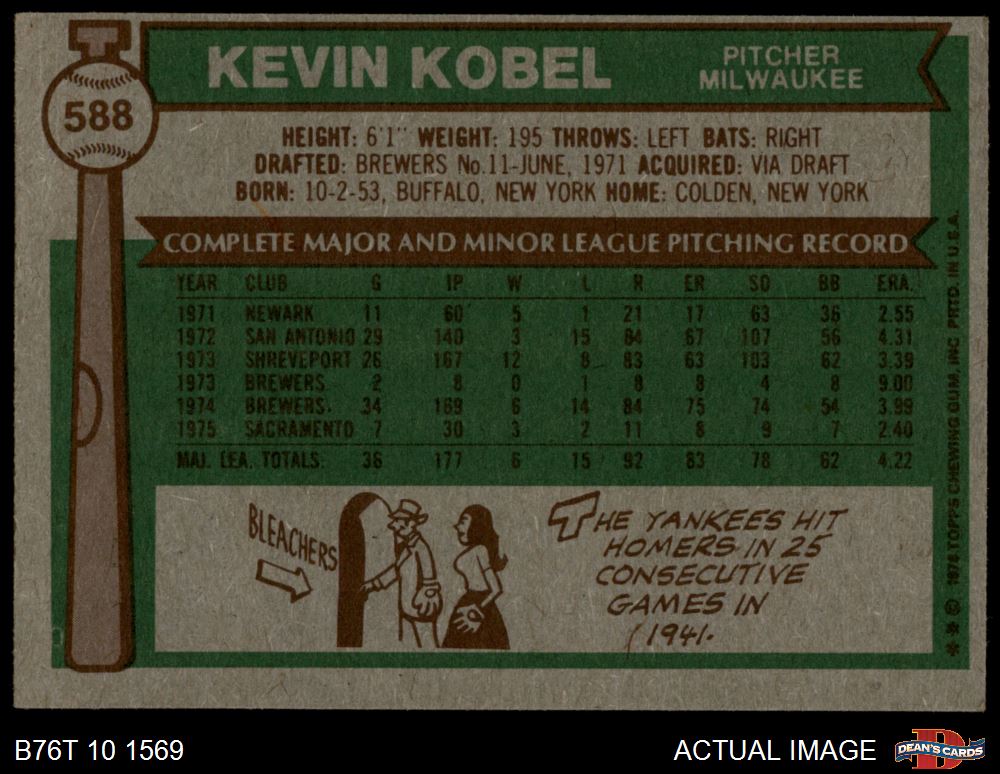 588
KEVIN KOBEL
PITCHER
MILWAUKEE
HEIGHT: 6'1" WEIGHT: 195 THROWS: LEFT BATS: RIGHT
DRAFTED: BREWERS No.11-JUNE, 1971 ACQUIRED: VIA DRAFT
BORN: 10-2-53, BUFFALO, NEW YORK HOME: COLDEN, NEW YORK
COMPLETE MAJOR AND MINOR LEAGUE PITCHING RECORD
YEAR CLUB G IP W L R ER SO BB ERA.
1971 NEWARK 11 60 5 1 21 17 63 36 2.55
1972 SAN ANTONIO 29 140 3 15 84 67 107 56 4.31
1973 SHREVEPORT 26 167 12 8 83 63 103 62 3.39
1973 BREWERS 2 8 0 1 8 8 4 8 9.00
1974 BREWERS 34 169 6 14 84 75 74 54 3.99
1975 SACRAMENTO 7 30 3 2 11 8 9 7 2.40
MAJ. LEA. TOTALS: 36 177 6 15 92 83 78 62 4.22
BLEACHERS
THE YANKEES HIT
HOMERS IN 25
CONSECUTIVE
GAMES IN
1941.
* * © 1976 TOPPS CHEWING GUM, INC PRTD. IN U.S.A.
B76T 10 1569
ACTUAL IMAGE
D
DEAN'S CARDS